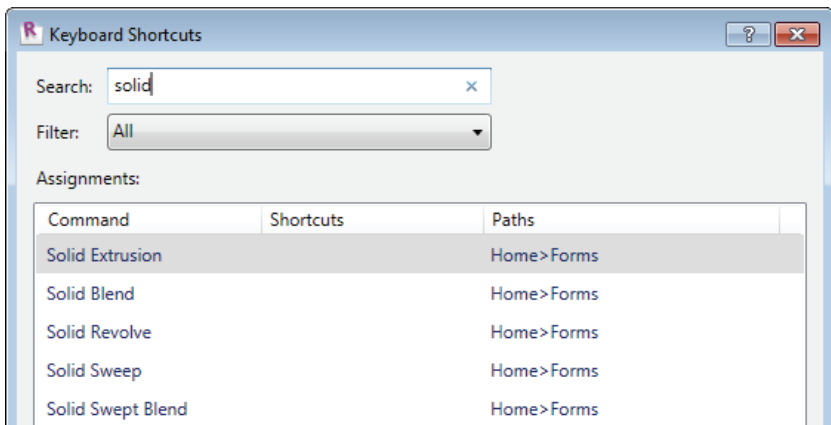 R Keyboard Shortcuts ?
Search: solid
Filter: All
Assignments:
Command Shortcuts Paths
Solid Extrusion Home>Forms
Solid Blend Home>Forms
Solid Revolve Home>Forms
Solid Sweep Home>Forms
Solid Swept Blend Home>Forms